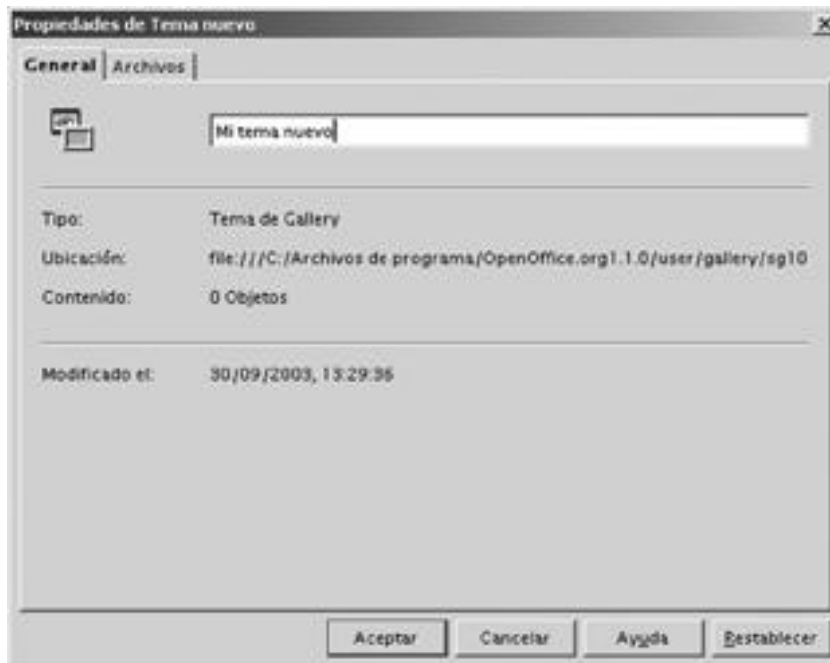 Propiedades de Tema nuevo
General Archivos
Mi tema nuevo
Tipo: Tema de Gallery
Ubicación: file:///C:/Archivos de programa/OpenOffice.org1.1.0/user/gallery/sg10
Contenido: 0 Objetos
Modificado el: 30/09/2003, 13:29:36
Aceptar Cancelar Ayuda Restablecer